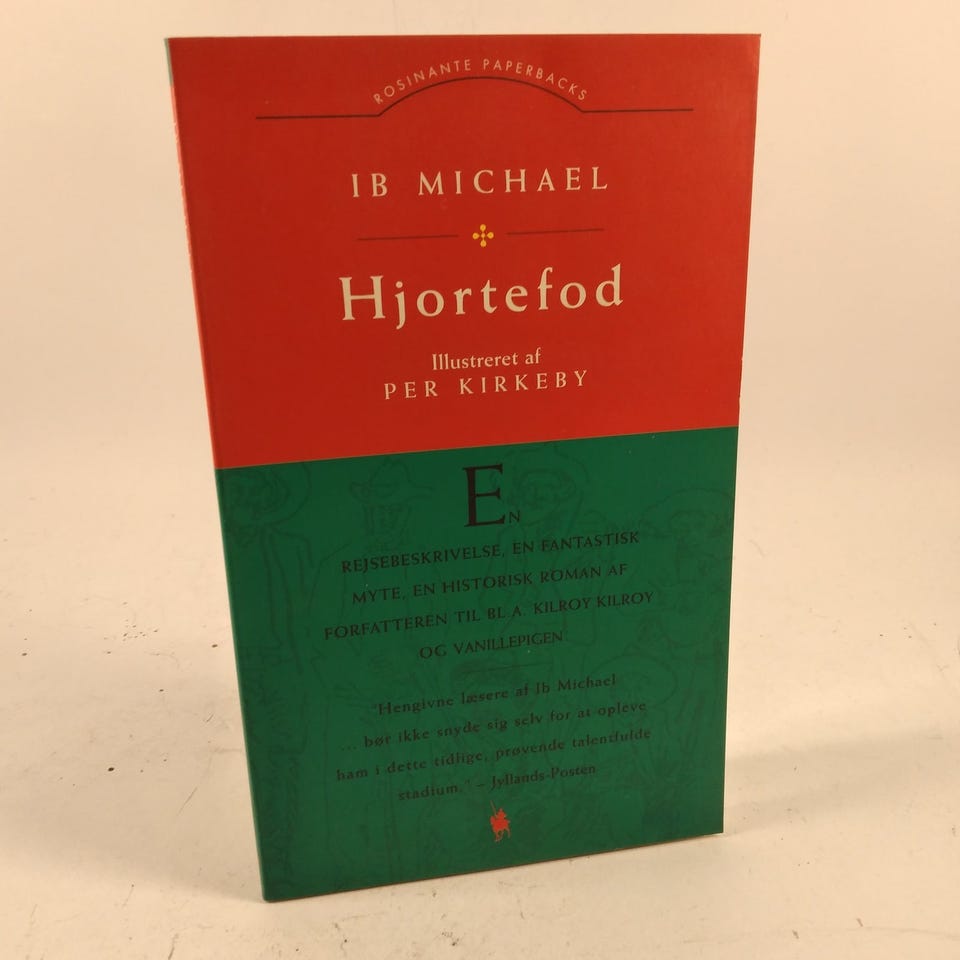 ROSINANTE PAPERBACKS
IB MICHAEL
Hjortefod
Illustreret af
PER KIRKEBY
EN
REJSEBESKRIVELSE, EN FANTASTISK
MYTE, EN HISTORISK ROMAN AF
FORFATTEREN TIL BL.A. KILROY KILROY
OG VANILLEPIGEN
"Hengivne læsere af Ib Michael
... bør ikke snyde sig selv for at opleve
ham i dette tidlige, prøvende talentfulde
stadium." – Jyllands-Posten